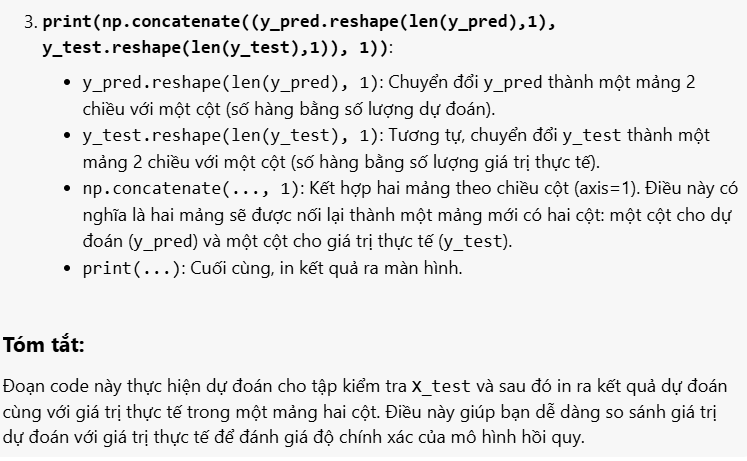 3. print(np.concatenate((y_pred.reshape(len(y_pred),1),
y_test.reshape(len(y_test),1)), 1)):
• y_pred.reshape(len(y_pred), 1): Chuyển đổi y_pred thành một mảng 2
chiều với một cột (số hàng bằng số lượng dự đoán).
• y_test.reshape(len(y_test), 1): Tương tự, chuyển đổi y_test thành một
mảng 2 chiều với một cột (số hàng bằng số lượng giá trị thực tế).
• np.concatenate(..., 1): Kết hợp hai mảng theo chiều cột (axis=1). Điều này có
nghĩa là hai mảng sẽ được nối lại thành một mảng mới có hai cột: một cột cho dự
đoán (y_pred) và một cột cho giá trị thực tế (y_test).
• print(...): Cuối cùng, in kết quả ra màn hình.
Tóm tắt:
Đoạn code này thực hiện dự đoán cho tập kiểm tra X_test và sau đó in ra kết quả dự đoán
cùng với giá trị thực tế trong một mảng hai cột. Điều này giúp bạn dễ dàng so sánh giá trị
dự đoán với giá trị thực tế để đánh giá độ chính xác của mô hình hồi quy.